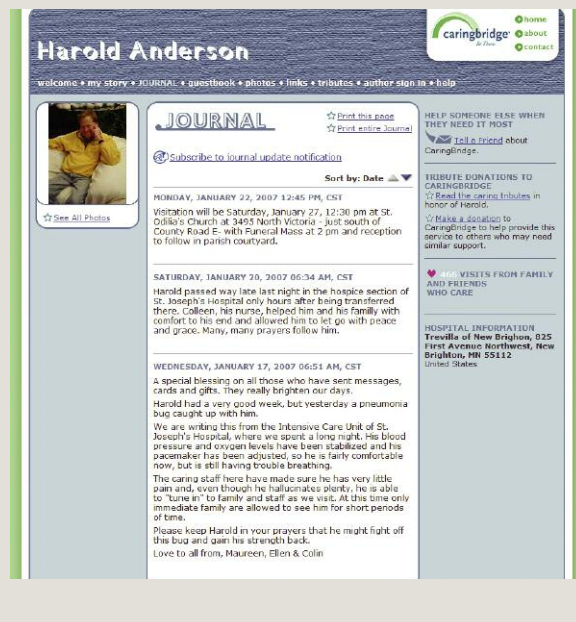 Harold Anderson
caringbridge
home
about
contact
welcome • my story • JOURNAL • guestbook • photos • links • tributes • author sign in • help
See All Photos
JOURNAL
Print this page
Print entire Journal
Subscribe to journal update notification
Sort by: Date
MONDAY, JANUARY 22, 2007 12:45 PM, CST
Visitation will be Saturday, January 27, 12:30 pm at St.
Odilia's Church at 3495 North Victoria - just south of
County Road E- with Funeral Mass at 2 pm and reception
to follow in parish courtyard.
SATURDAY, JANUARY 20, 2007 06:34 AM, CST
Harold passed way late last night in the hospice section of
St. Joseph's Hospital only hours after being transferred
there. Colleen, his nurse, helped him and his familly with
comfort to his end and allowed him to let go with peace
and grace. Many, many prayers follow him.
WEDNESDAY, JANUARY 17, 2007 06:51 AM, CST
A special blessing on all those who have sent messages,
cards and gifts. They really brighten our days.
Harold had a very good week, but yesterday a pneumonia
bug caught up with him.
We are writing this from the Intensive Care Unit of St.
Joseph's Hospital, where we spent a long night. His blood
pressure and oxygen levels have been stabilized and his
pacemaker has been adjusted, so he is fairly comfortable
now, but is still having trouble breathing.
The caring staff here have made sure he has very little
pain and, even though he hallucinates plenty, he is able
to "tune in" to family and staff as we visit. At this time only
immediate family are allowed to see him for short periods
of time.
Please keep Harold in your prayers that he might fight off
this bug and gain his strength back.
Love to all from, Maureen, Ellen & Colin
HELP SOMEONE ELSE WHEN
THEY NEED IT MOST
Tell a Friend about
CaringBridge.
TRIBUTE DONATIONS TO
CARINGBRIDGE
Read the caring tributes in
honor of Harold.
Make a donation to
CaringBridge to help provide this
service to others who may need
similar support.
466 VISITS FROM FAMILY
AND FRIENDS
WHO CARE
HOSPITAL INFORMATION
Trevilla of New Brighon, 825
First Avenue Northwest, New
Brighton, MN 55112
United States